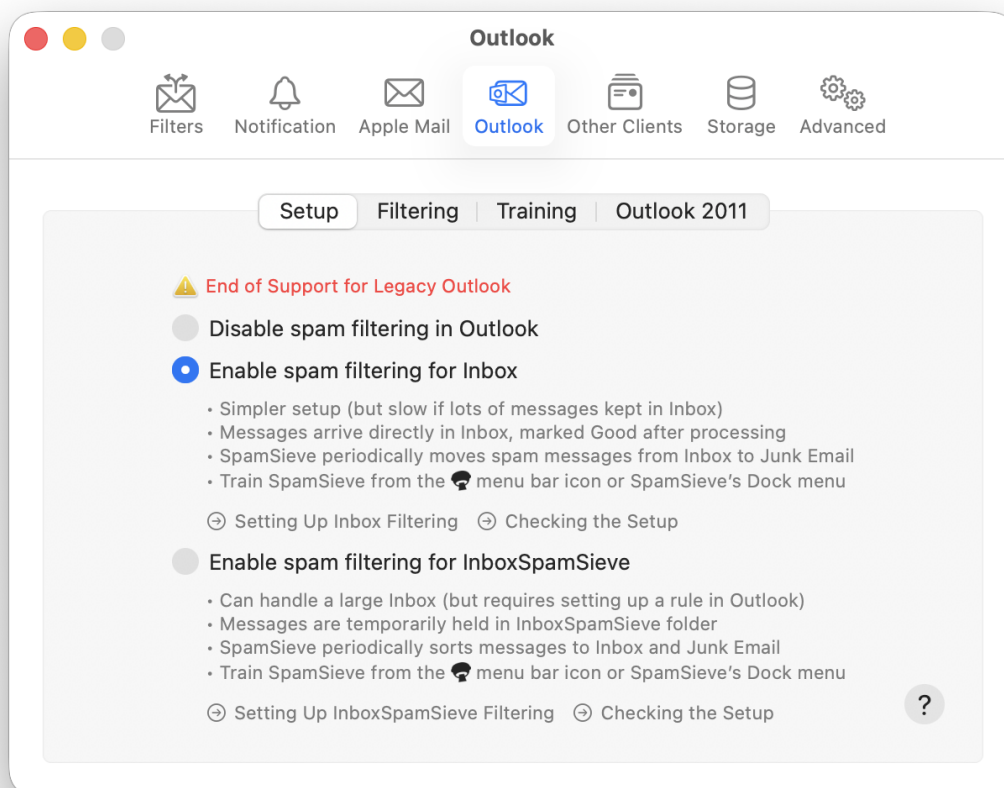 Outlook
Filters
Notification
Apple Mail
Outlook
Other Clients
Storage
Advanced
Setup
Filtering
Training
Outlook 2011
End of Support for Legacy Outlook
Disable spam filtering in Outlook
Enable spam filtering for Inbox
• Simpler setup (but slow if lots of messages kept in Inbox)
• Messages arrive directly in Inbox, marked Good after processing
• SpamSieve periodically moves spam messages from Inbox to Junk Email
• Train SpamSieve from the menu bar icon or SpamSieve’s Dock menu
Setting Up Inbox Filtering
Checking the Setup
Enable spam filtering for InboxSpamSieve
• Can handle a large Inbox (but requires setting up a rule in Outlook)
• Messages are temporarily held in InboxSpamSieve folder
• SpamSieve periodically sorts messages to Inbox and Junk Email
• Train SpamSieve from the menu bar icon or SpamSieve’s Dock menu
Setting Up InboxSpamSieve Filtering
Checking the Setup
?